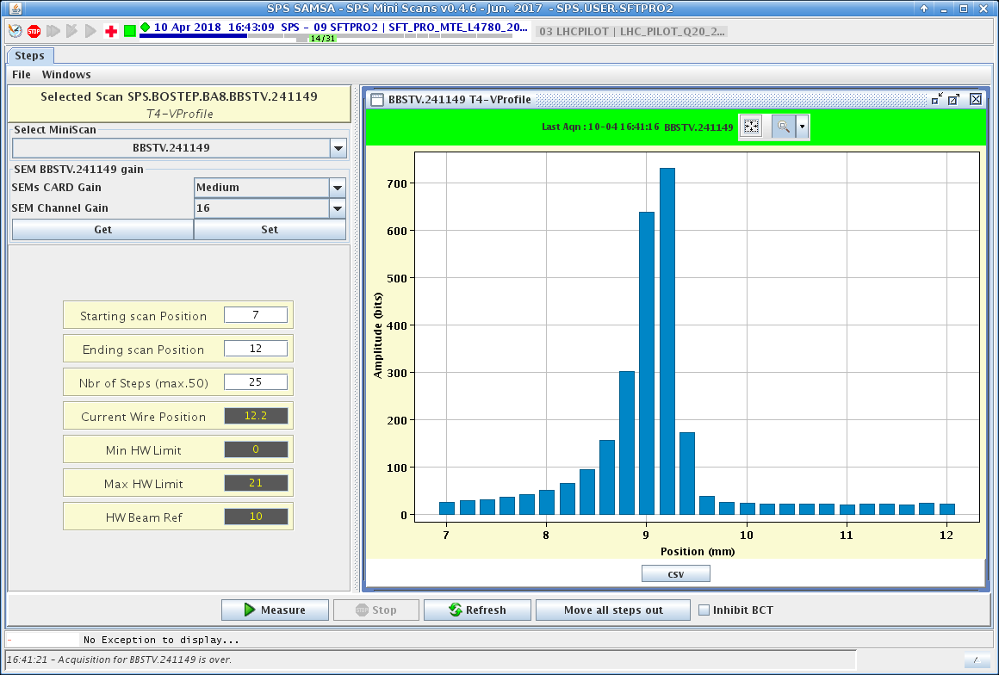 SPS SAMSA - SPS Mini Scans v0.4.6 - Jun. 2017 - SPS.USER.SFTPRO2
STOP
10 Apr 2018 16:43:09 SPS - 09 SFTPRO2 | SFT_PRO_MTE_L4780_20...
14/31
03 LHCPILOT | LHC_PILOT_Q20_2...
Steps
File Windows
Selected Scan SPS.BOSTEP.BA8.BBSTV.241149
T4-VProfile
Select MiniScan
BBSTV.241149
SEM BBSTV.241149 gain
SEMs CARD Gain Medium
SEM Channel Gain 16
Get Set
Starting scan Position 7
Ending scan Position 12
Nbr of Steps (max.50) 25
Current Wire Position 12.2
Min HW Limit 0
Max HW Limit 21
HW Beam Ref 10
BBSTV.241149 T4-VProfile
Last Aqn : 10-04 16:41:16 BBSTV.241149
Amplitude (bits)
700
600
500
400
300
200
100
0
7 8 9 10 11 12
Position (mm)
csv
Measure STOP Stop Refresh Move all steps out Inhibit BCT
- No Exception to display...
16:41:21 - Acquisition for BBSTV.241149 is over.